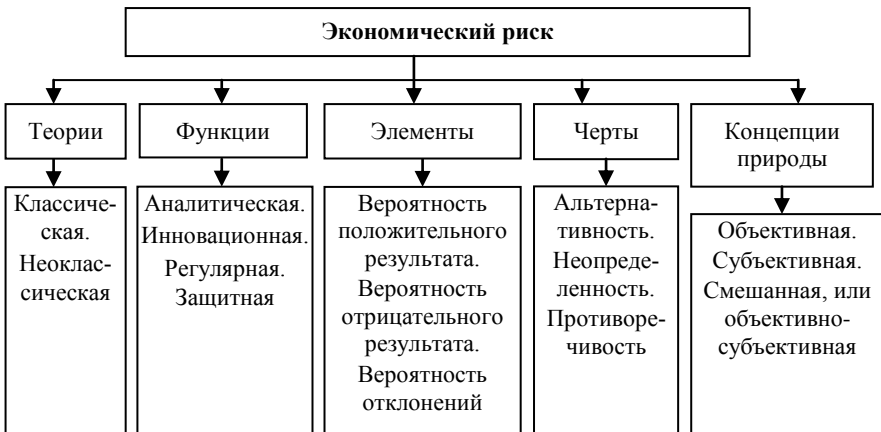 Экономический риск
Теории
Функции
Элементы
Черты
Концепции
природы
Классиче-
ская.
Неоклас-
сическая
Аналитическая.
Инновационная.
Регулярная.
Защитная
Вероятность
положительного
результата.
Вероятность
отрицательного
результата.
Вероятность
отклонений
Альтерна-
тивность.
Неопреде-
ленность.
Противоре-
чивость
Объективная.
Субъективная.
Смешанная, или
объективно-
субъективная